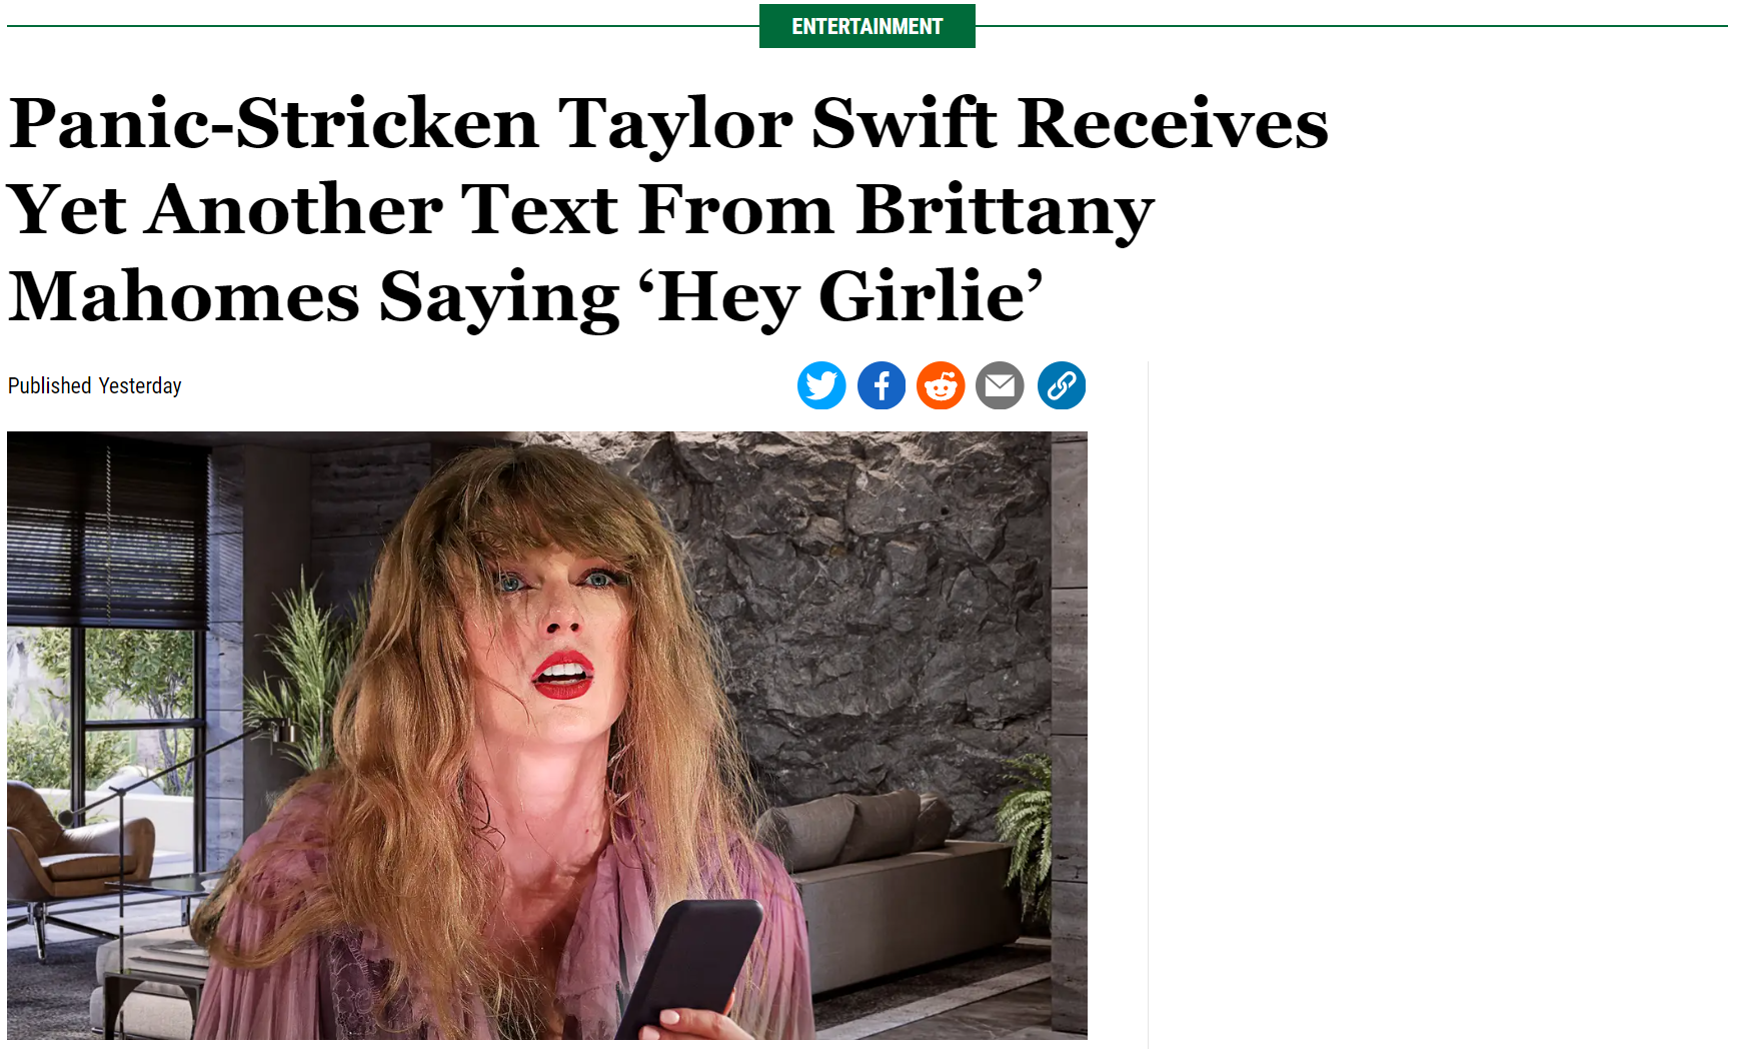 ENTERTAINMENT
Panic-Stricken Taylor Swift Receives
Yet Another Text From Brittany
Mahomes Saying ‘Hey Girlie’
Published Yesterday